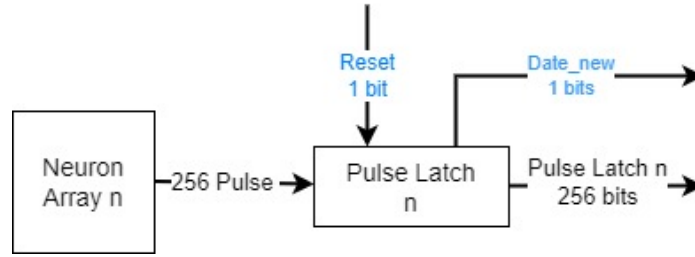 Reset
1 bit
Date_new
1 bits
Neuron
Array n
256 Pulse
Pulse Latch
n
Pulse Latch n
256 bits